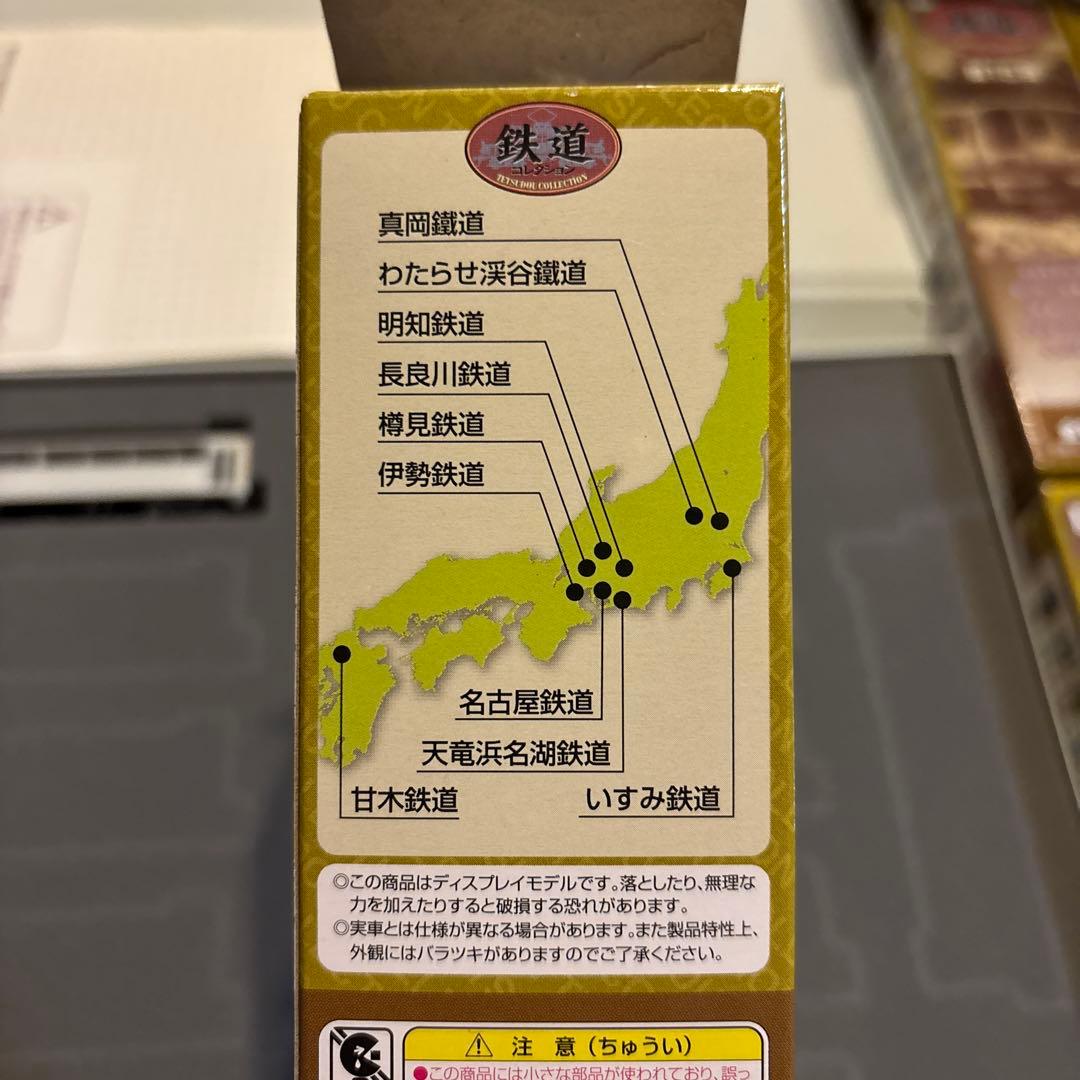 鉄道
コレクション
TETSUDOU COLLECTION
真岡鐵道
わたらせ渓谷鐵道
明知鉄道
長良川鉄道
樽見鉄道
伊勢鉄道
名古屋鉄道
天竜浜名湖鉄道
甘木鉄道
いすみ鉄道
◎この商品はディスプレイモデルです。落としたり、無理な
力を加えたりすると破損する恐れがあります。
◎実車とは仕様が異なる場合があります。また製品特性上、
外観にはバラツキがありますのでご了承ください。
注 意(ちゅうい)
●この商品には小さな部品が使われており、誤っ